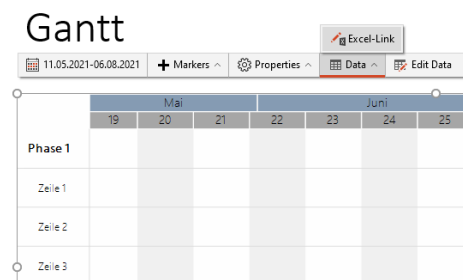 Gantt
Excel-Link
11.05.2021-06.08.2021 Markers Properties Data Edit Data
Mai Juni
19 20 21 22 23 24 25
Phase 1
Zeile 1
Zeile 2
Zeile 3